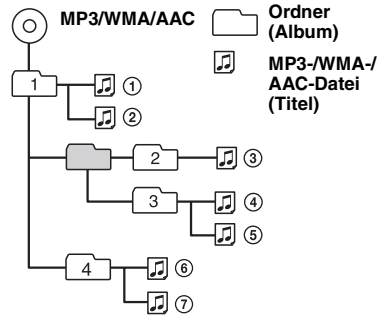 MP3/WMA/AAC
Ordner
(Album)
MP3-/WMA-/
AAC-Datei
(Titel)
1
①
②
2
③
3
④
⑤
4
⑥
⑦